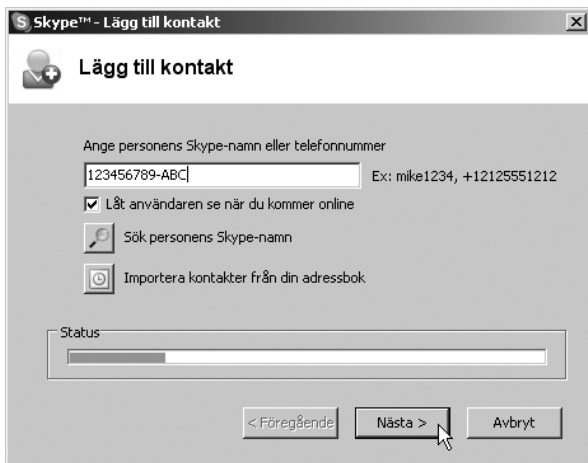 Skype™ - Lägg till kontakt
Lägg till kontakt
Ange personens Skype-namn eller telefonnummer
123456789-ABC
Ex: mike1234, +12125551212
Låt användaren se när du kommer online
Sök personens Skype-namn
Importera kontakter från din adressbok
Status
< Föregående
Nästa >
Avbryt